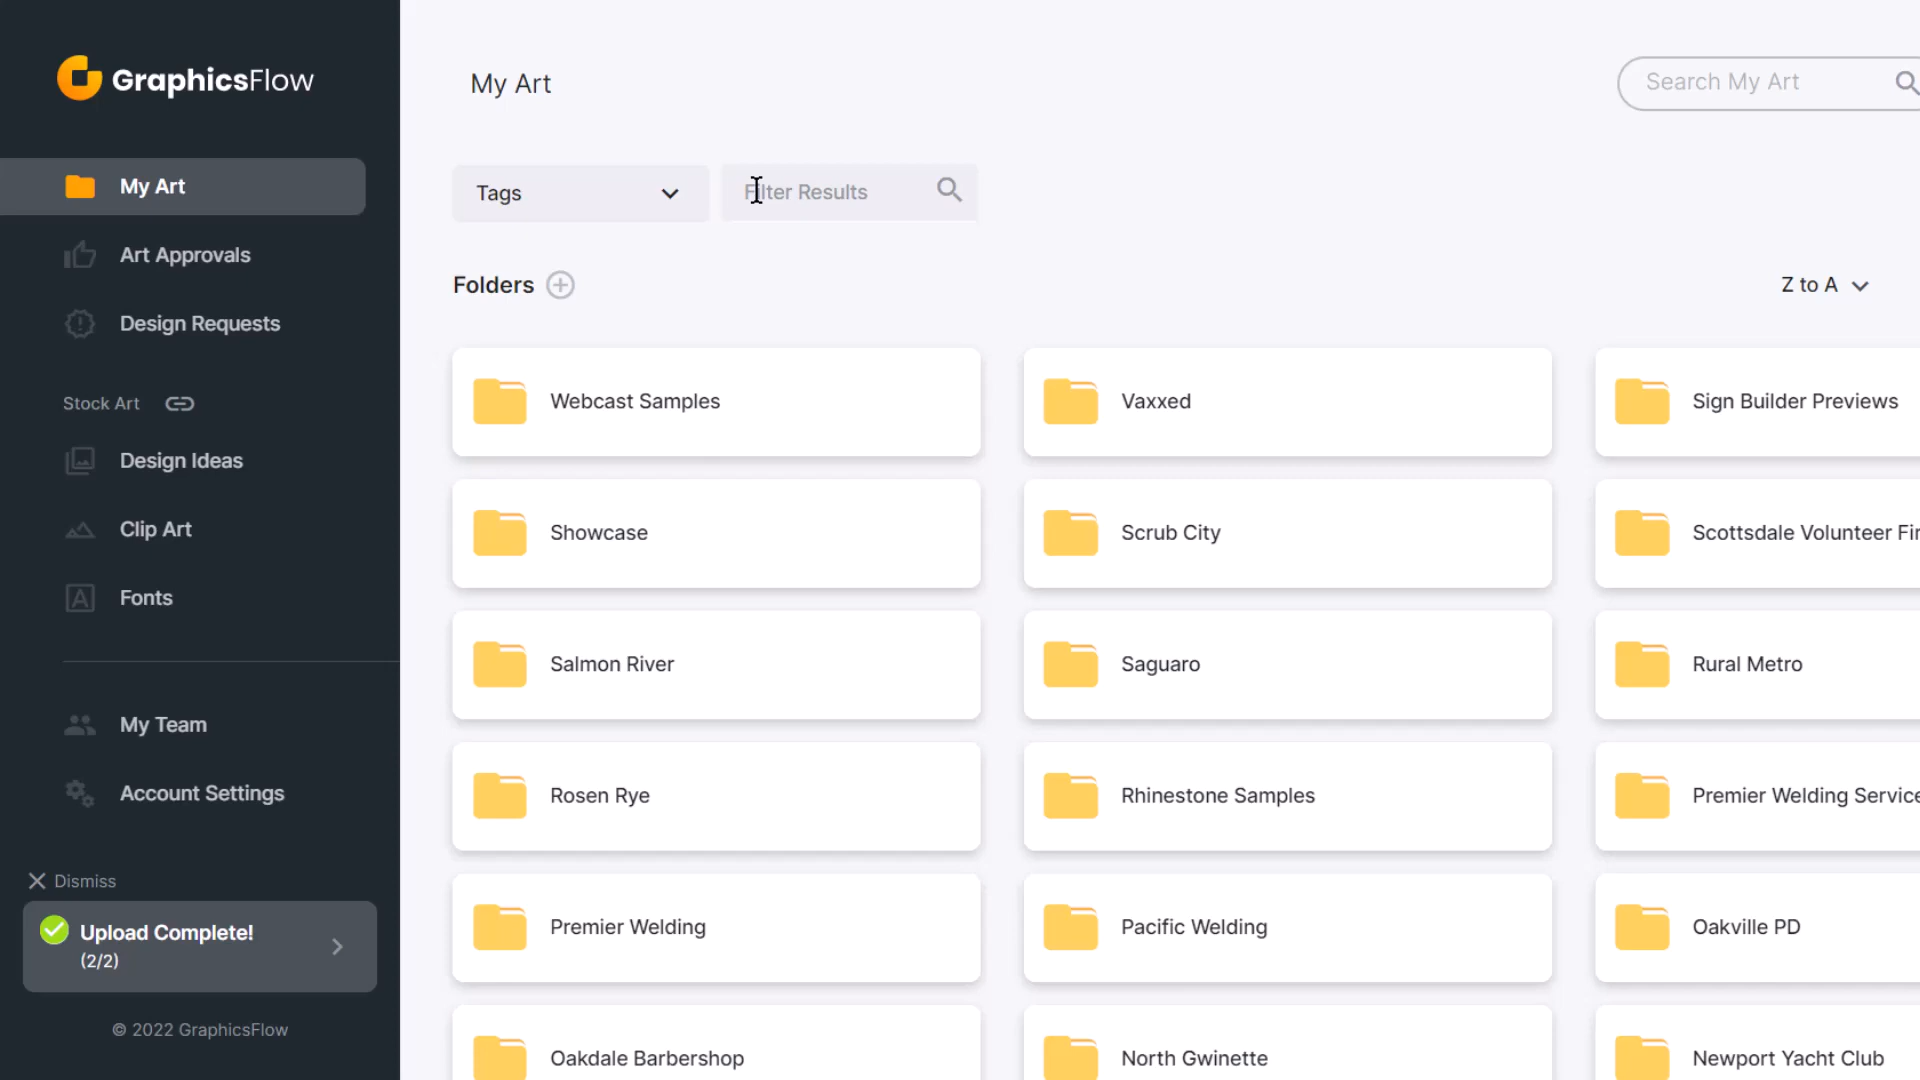 GraphicsFlow
My Art
Art Approvals
Design Requests
Stock Art
Design Ideas
Clip Art
Fonts
My Team
Account Settings
Dismiss
Upload Complete!
(2/2)
© 2022 GraphicsFlow
My Art
Search My Art
Tags
Filter Results
Folders
Z to A
Webcast Samples
Vaxxed
Sign Builder Previews
Showcase
Scrub City
Scottsdale Volunteer Fir
Salmon River
Saguaro
Rural Metro
Rosen Rye
Rhinestone Samples
Premier Welding Service
Premier Welding
Pacific Welding
Oakville PD
Oakdale Barbershop
North Gwinette
Newport Yacht Club